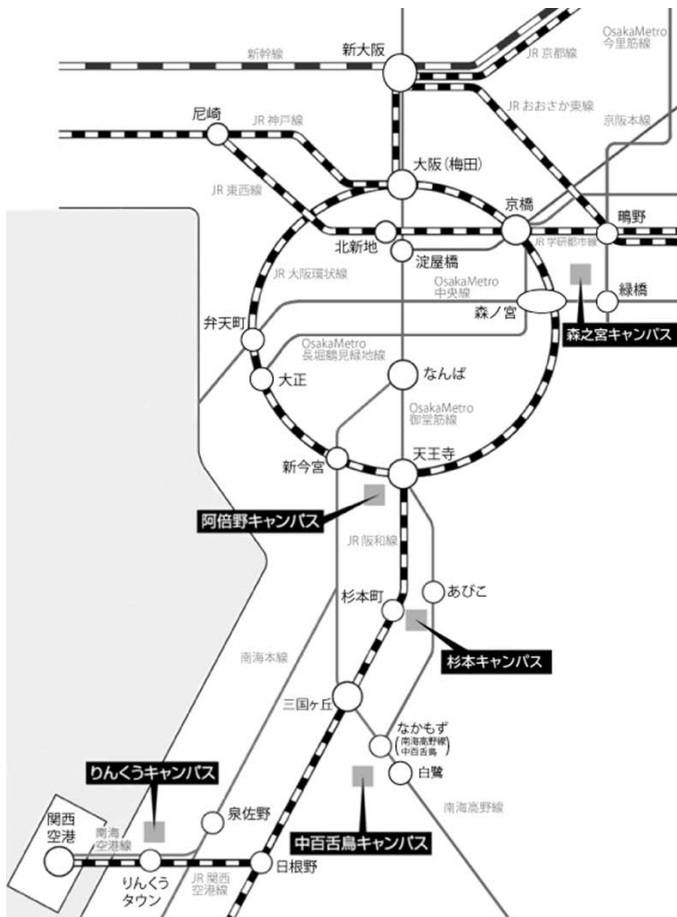 新大阪
OsakaMetro
今里筋線
新幹線
JR 京都線
尼崎
JR 神戸線
JR おおさか東線
京阪本線
大阪(梅田)
JR 東西線
京橋
鴫野
北新地
淀屋橋
JR 学研都市線
JR 大阪環状線
OsakaMetro
中央線
緑橋
森ノ宮
弁天町
森之宮キャンパス
OsakaMetro
長堀鶴見緑地線
大正
なんば
OsakaMetro
御堂筋線
天王寺
新今宮
阿倍野キャンパス
JR 阪和線
あびこ
杉本町
南海本線
杉本キャンパス
三国ヶ丘
なかもず
(南海高野線)
中百舌鳥
白鷺
りんくうキャンパス
南海高野線
泉佐野
関西
空港
南海
空港線
中百舌鳥キャンパス
日根野
りんくう
タウン
JR 関西
空港線